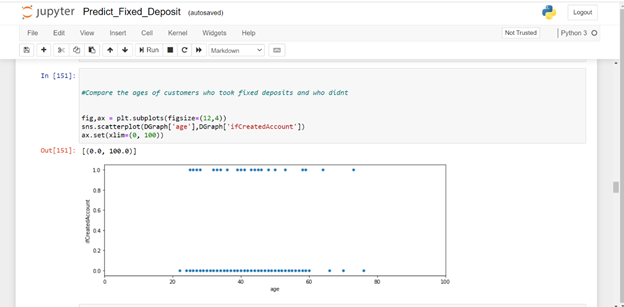 jupyter Predict_Fixed_Deposit (autosaved)
Logout
File Edit View Insert Cell Kernel Widgets Help
Not Trusted
Python 3
Run
Markdown
In [151]:
#Compare the ages of customers who took fixed deposits and who didnt
fig,ax = plt.subplots(figsize=(12,4))
sns.scatterplot(DGraph['age'],DGraph['ifCreatedAccount'])
ax.set(xlim=(0, 100))
Out[151]: [(0.0, 100.0)]
1.0
0.8
0.6
0.4
0.2
0.0
ifCreatedAccount
0 20 40 60 80 100
age